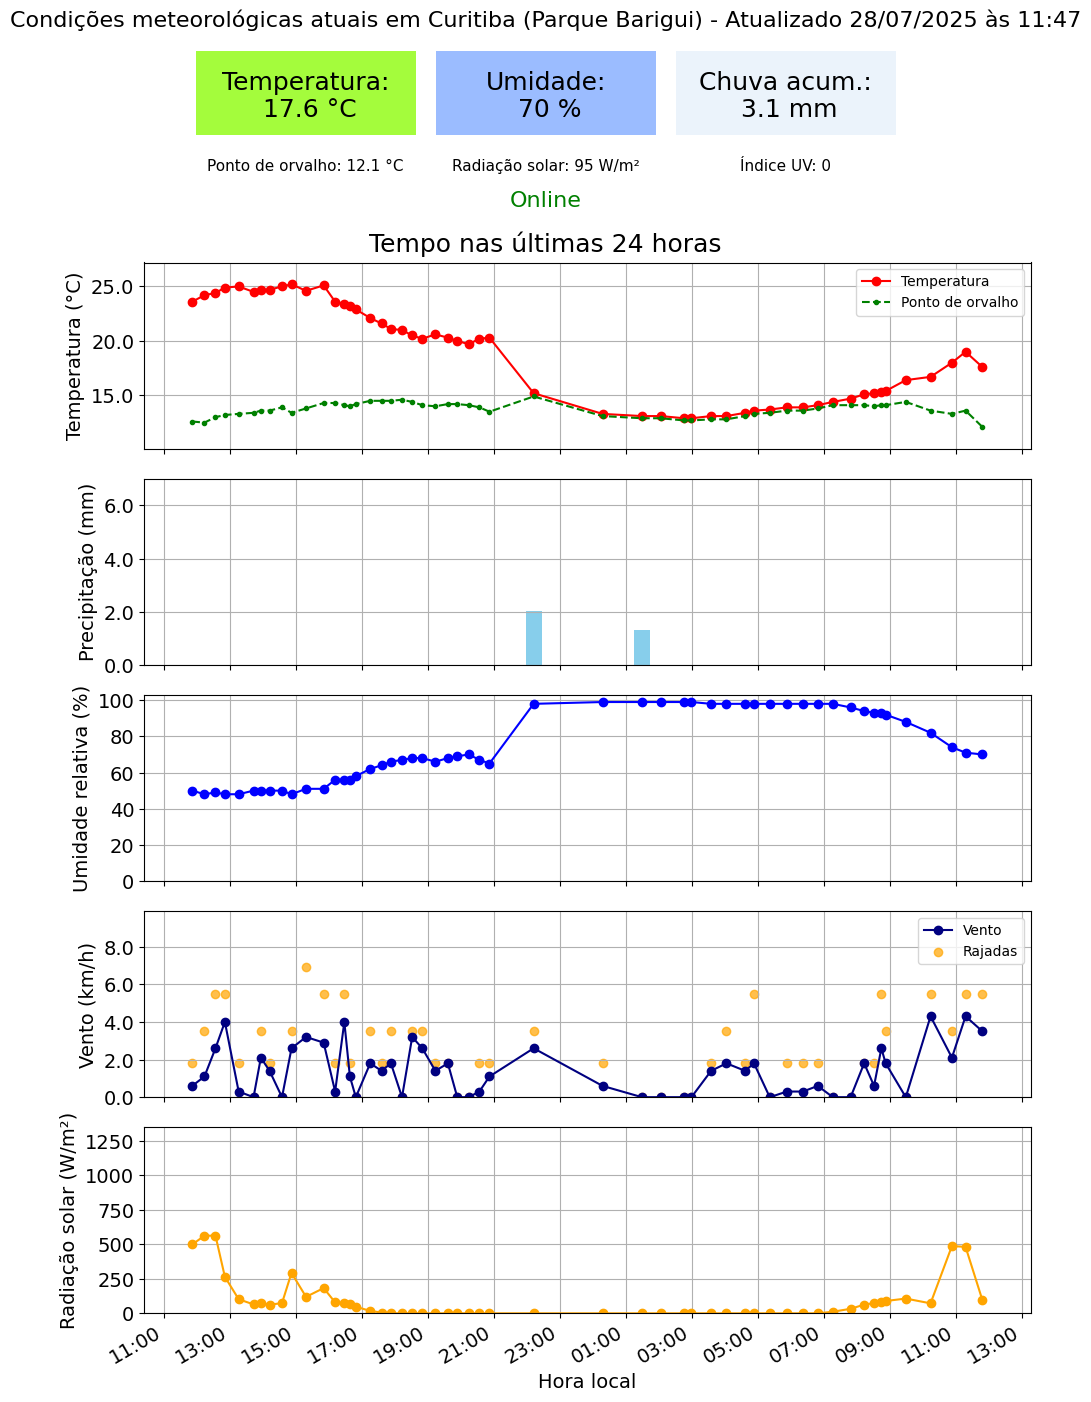 Condições meteorológicas atuais em Curitiba (Parque Barigui) - Atualizado 28/07/2025 às 11:47
Temperatura:
17.6 °C
Umidade:
70 %
Chuva acum.:
3.1 mm
Ponto de orvalho: 12.1 °C
Radiação solar: 95 W/m²
Índice UV: 0
Online
Tempo nas últimas 24 horas
Temperatura (°C)
25.0
20.0
15.0
Temperatura
Ponto de orvalho
Precipitação (mm)
6.0
4.0
2.0
0.0
Umidade relativa (%)
100
80
60
40
20
0
Vento (km/h)
8.0
6.0
4.0
2.0
0.0
Vento
Rajadas
Radiação solar (W/m²)
1250
1000
750
500
250
0
11:00
13:00
15:00
17:00
19:00
21:00
23:00
01:00
03:00
05:00
07:00
09:00
11:00
13:00
Hora local